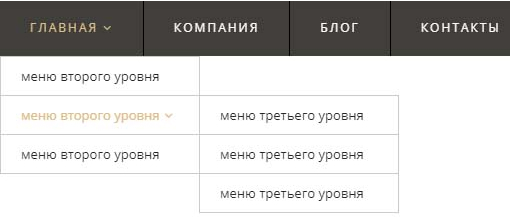 ГЛАВНАЯ КОМПАНИЯ БЛОГ КОНТАКТЫ
меню второго уровня
меню второго уровня меню третьего уровня
меню второго уровня меню третьего уровня
меню третьего уровня